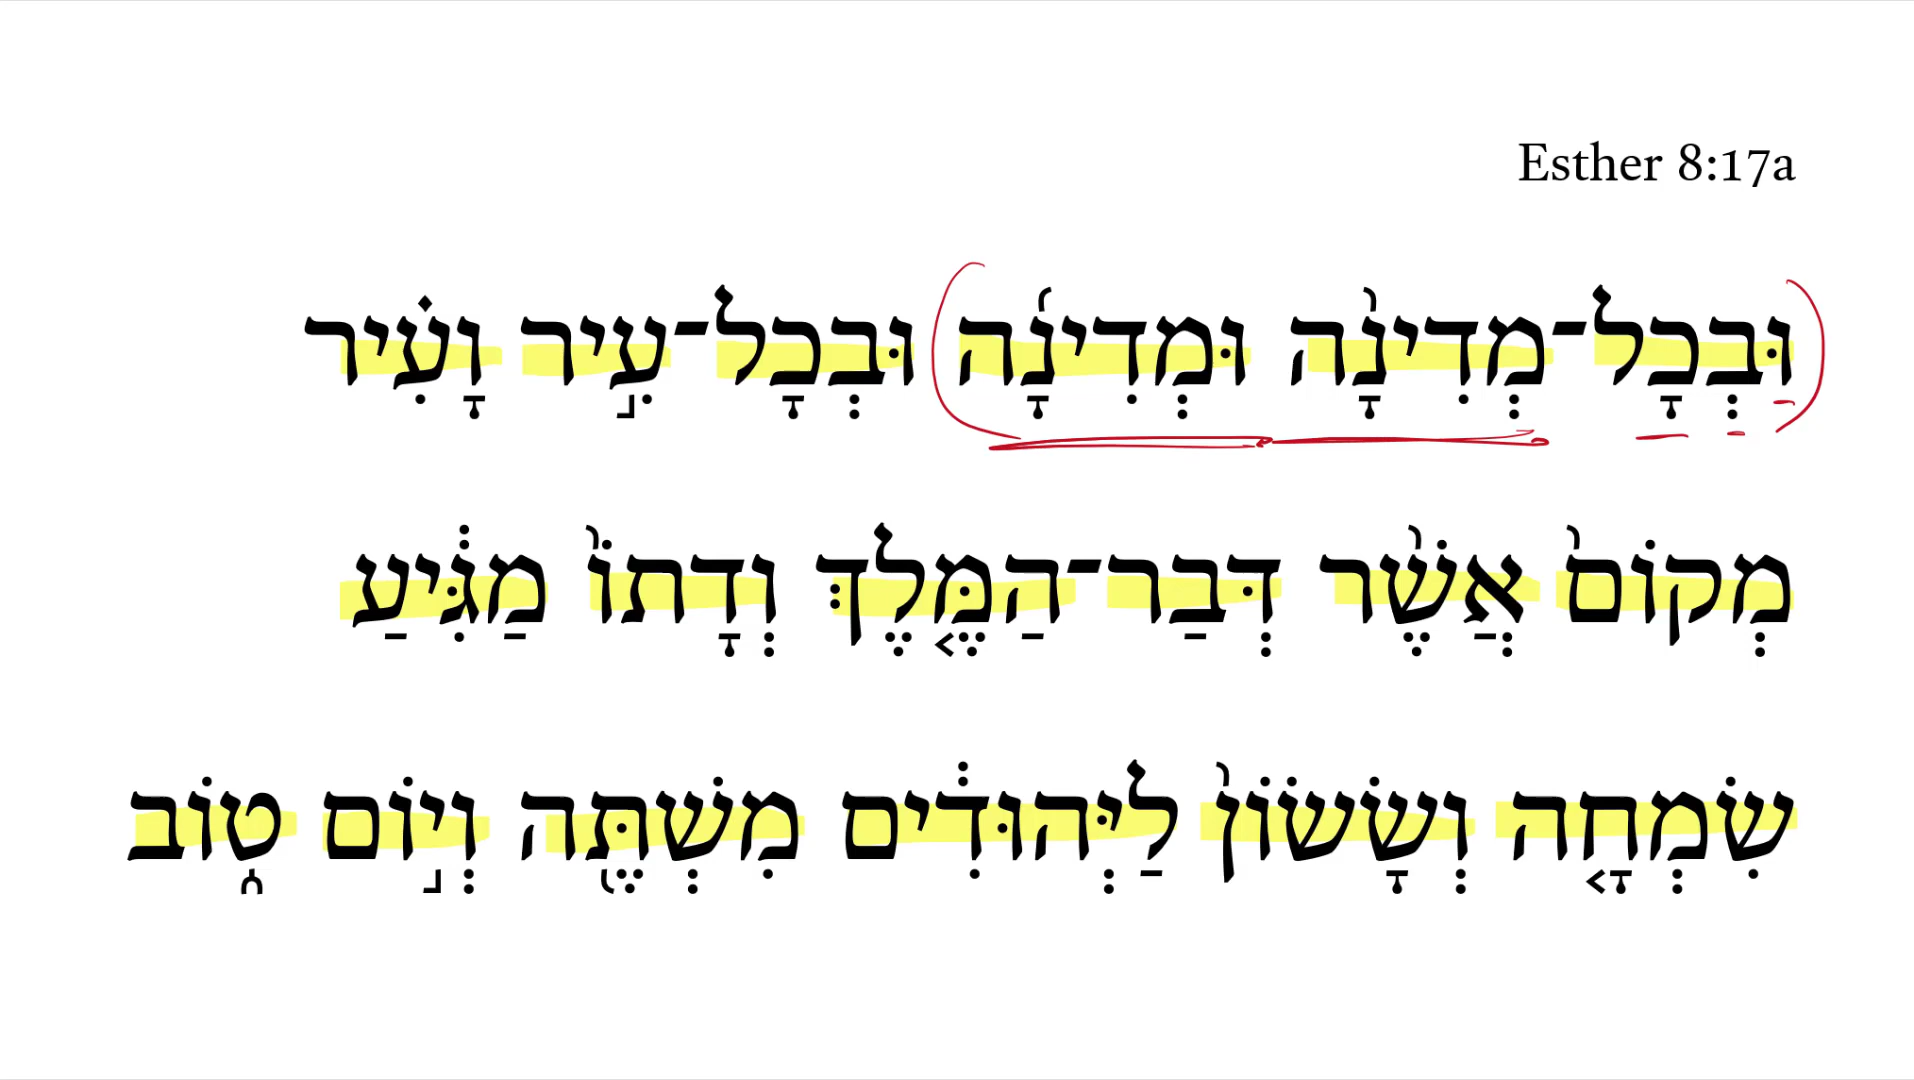 Esther 8:17a
וּבְכָל־מְדִינָ֨ה וּמְדִינָ֜ה וּבְכָל־עִ֣יר וָעִ֗יר
מְקוֹם֙ אֲשֶׁ֨ר דְּבַר־הַמֶּ֤לֶךְ וְדָתוֹ֙ מַגִּ֔יעַ
שִׂמְחָ֤ה וְשָׂשׂוֹן֙ לַיְּהוּדִ֔ים מִשְׁתֶּ֖ה וְי֣וֹם ט֑וֹב